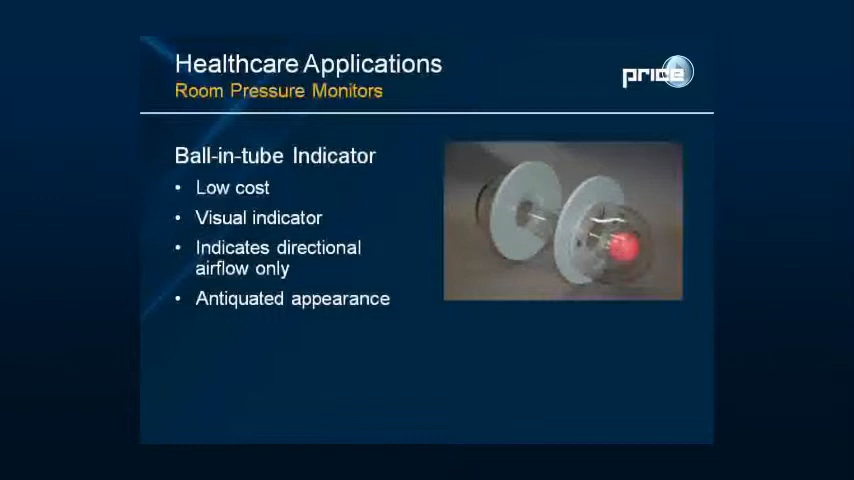 Healthcare Applications
Room Pressure Monitors
price
Ball-in-tube Indicator
• Low cost
• Visual indicator
• Indicates directional
airflow only
• Antiquated appearance